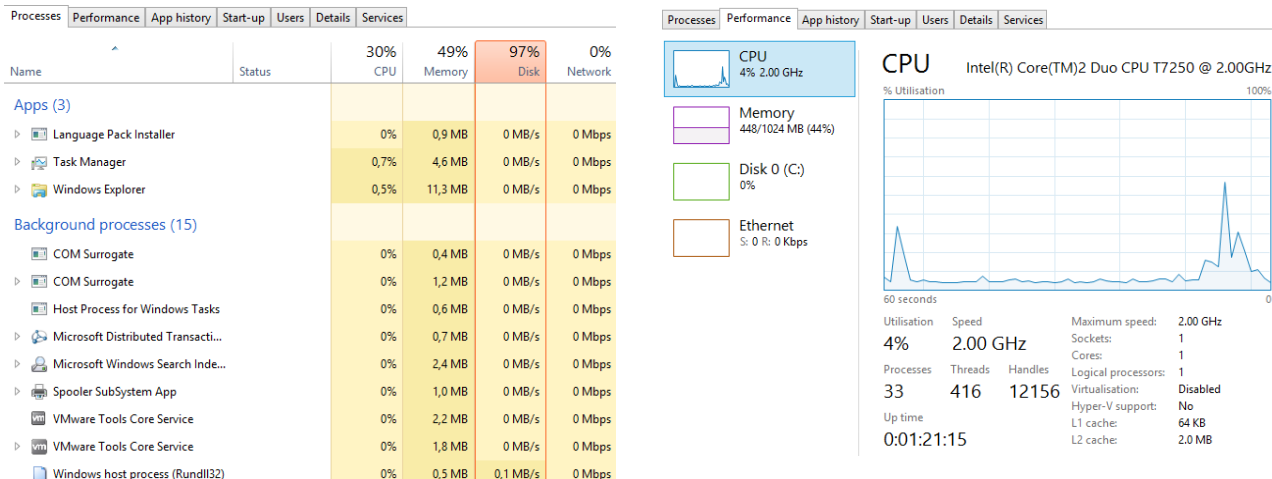 Processes Performance App history Start-up Users Details Services
30% 49% 97% 0%
Name Status CPU Memory Disk Network
Apps (3)
Language Pack Installer 0% 0,9 MB 0 MB/s 0 Mbps
Task Manager 0,7% 4,6 MB 0 MB/s 0 Mbps
Windows Explorer 0,5% 11,3 MB 0 MB/s 0 Mbps
Background processes (15)
COM Surrogate 0% 0,4 MB 0 MB/s 0 Mbps
COM Surrogate 0% 1,2 MB 0 MB/s 0 Mbps
Host Process for Windows Tasks 0% 0,6 MB 0 MB/s 0 Mbps
Microsoft Distributed Transacti... 0% 0,7 MB 0 MB/s 0 Mbps
Microsoft Windows Search Inde... 0% 2,4 MB 0 MB/s 0 Mbps
Spooler SubSystem App 0% 1,0 MB 0 MB/s 0 Mbps
vm VMware Tools Core Service 0% 2,2 MB 0 MB/s 0 Mbps
vm VMware Tools Core Service 0% 1,8 MB 0 MB/s 0 Mbps
Windows host process (Rundll32) 0% 0,5 MB 0,1 MB/s 0 Mbps
Processes Performance App history Start-up Users Details Services
CPU
4% 2.00 GHz
Memory
448/1024 MB (44%)
Disk 0 (C:)
0%
Ethernet
S: 0 R: 0 Kbps
CPU Intel(R) Core(TM)2 Duo CPU T7250 @ 2.00GHz
% Utilisation 100%
60 seconds 0
Utilisation Speed
4% 2.00 GHz
Processes Threads Handles
33 416 12156
Up time
0:01:21:15
Maximum speed: 2.00 GHz
Sockets: 1
Cores: 1
Logical processors: 1
Virtualisation: Disabled
Hyper-V support: No
L1 cache: 64 KB
L2 cache: 2.0 MB